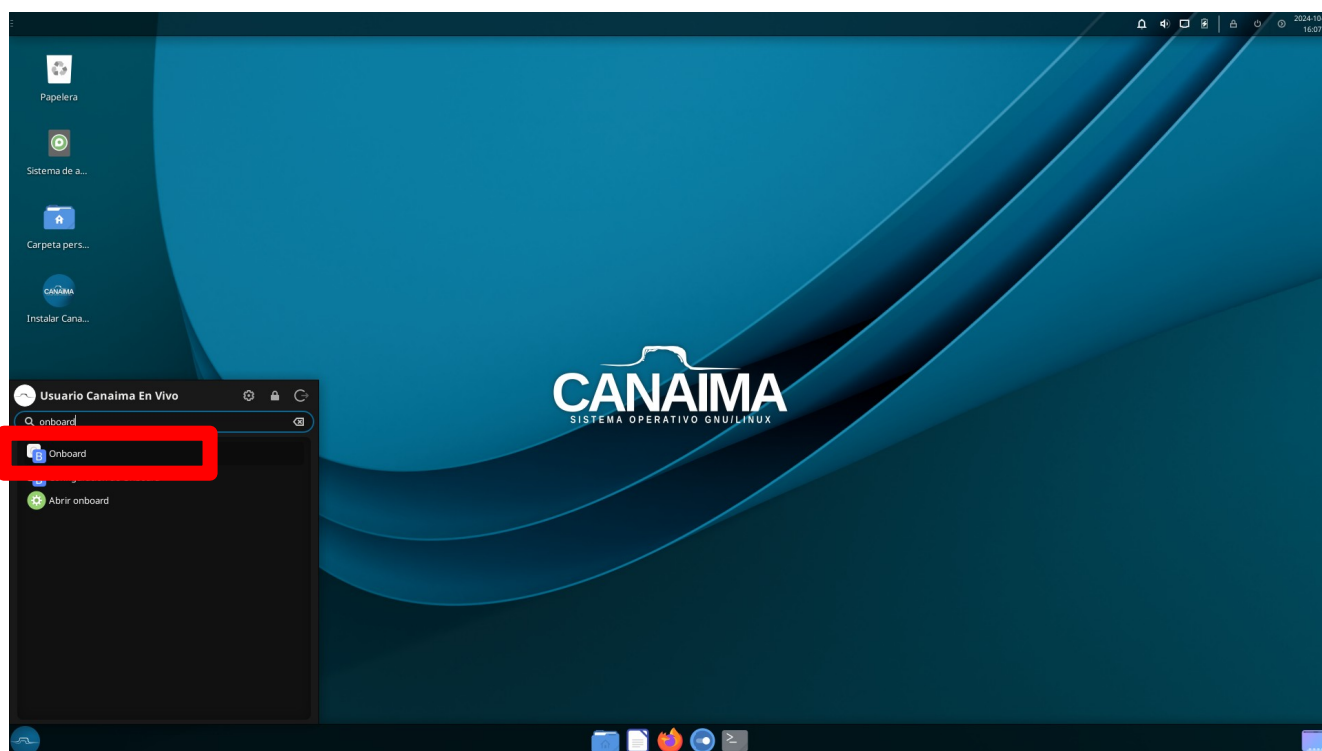 2024-10-
16:07
Papelera
Sistema de a...
Carpeta pers...
CANAIMA
Instalar Cana...
CANAIMA
SISTEMA OPERATIVO GNU/LINUX
Usuario Canaima En Vivo
onboard
B Onboard
B
Abrir onboard